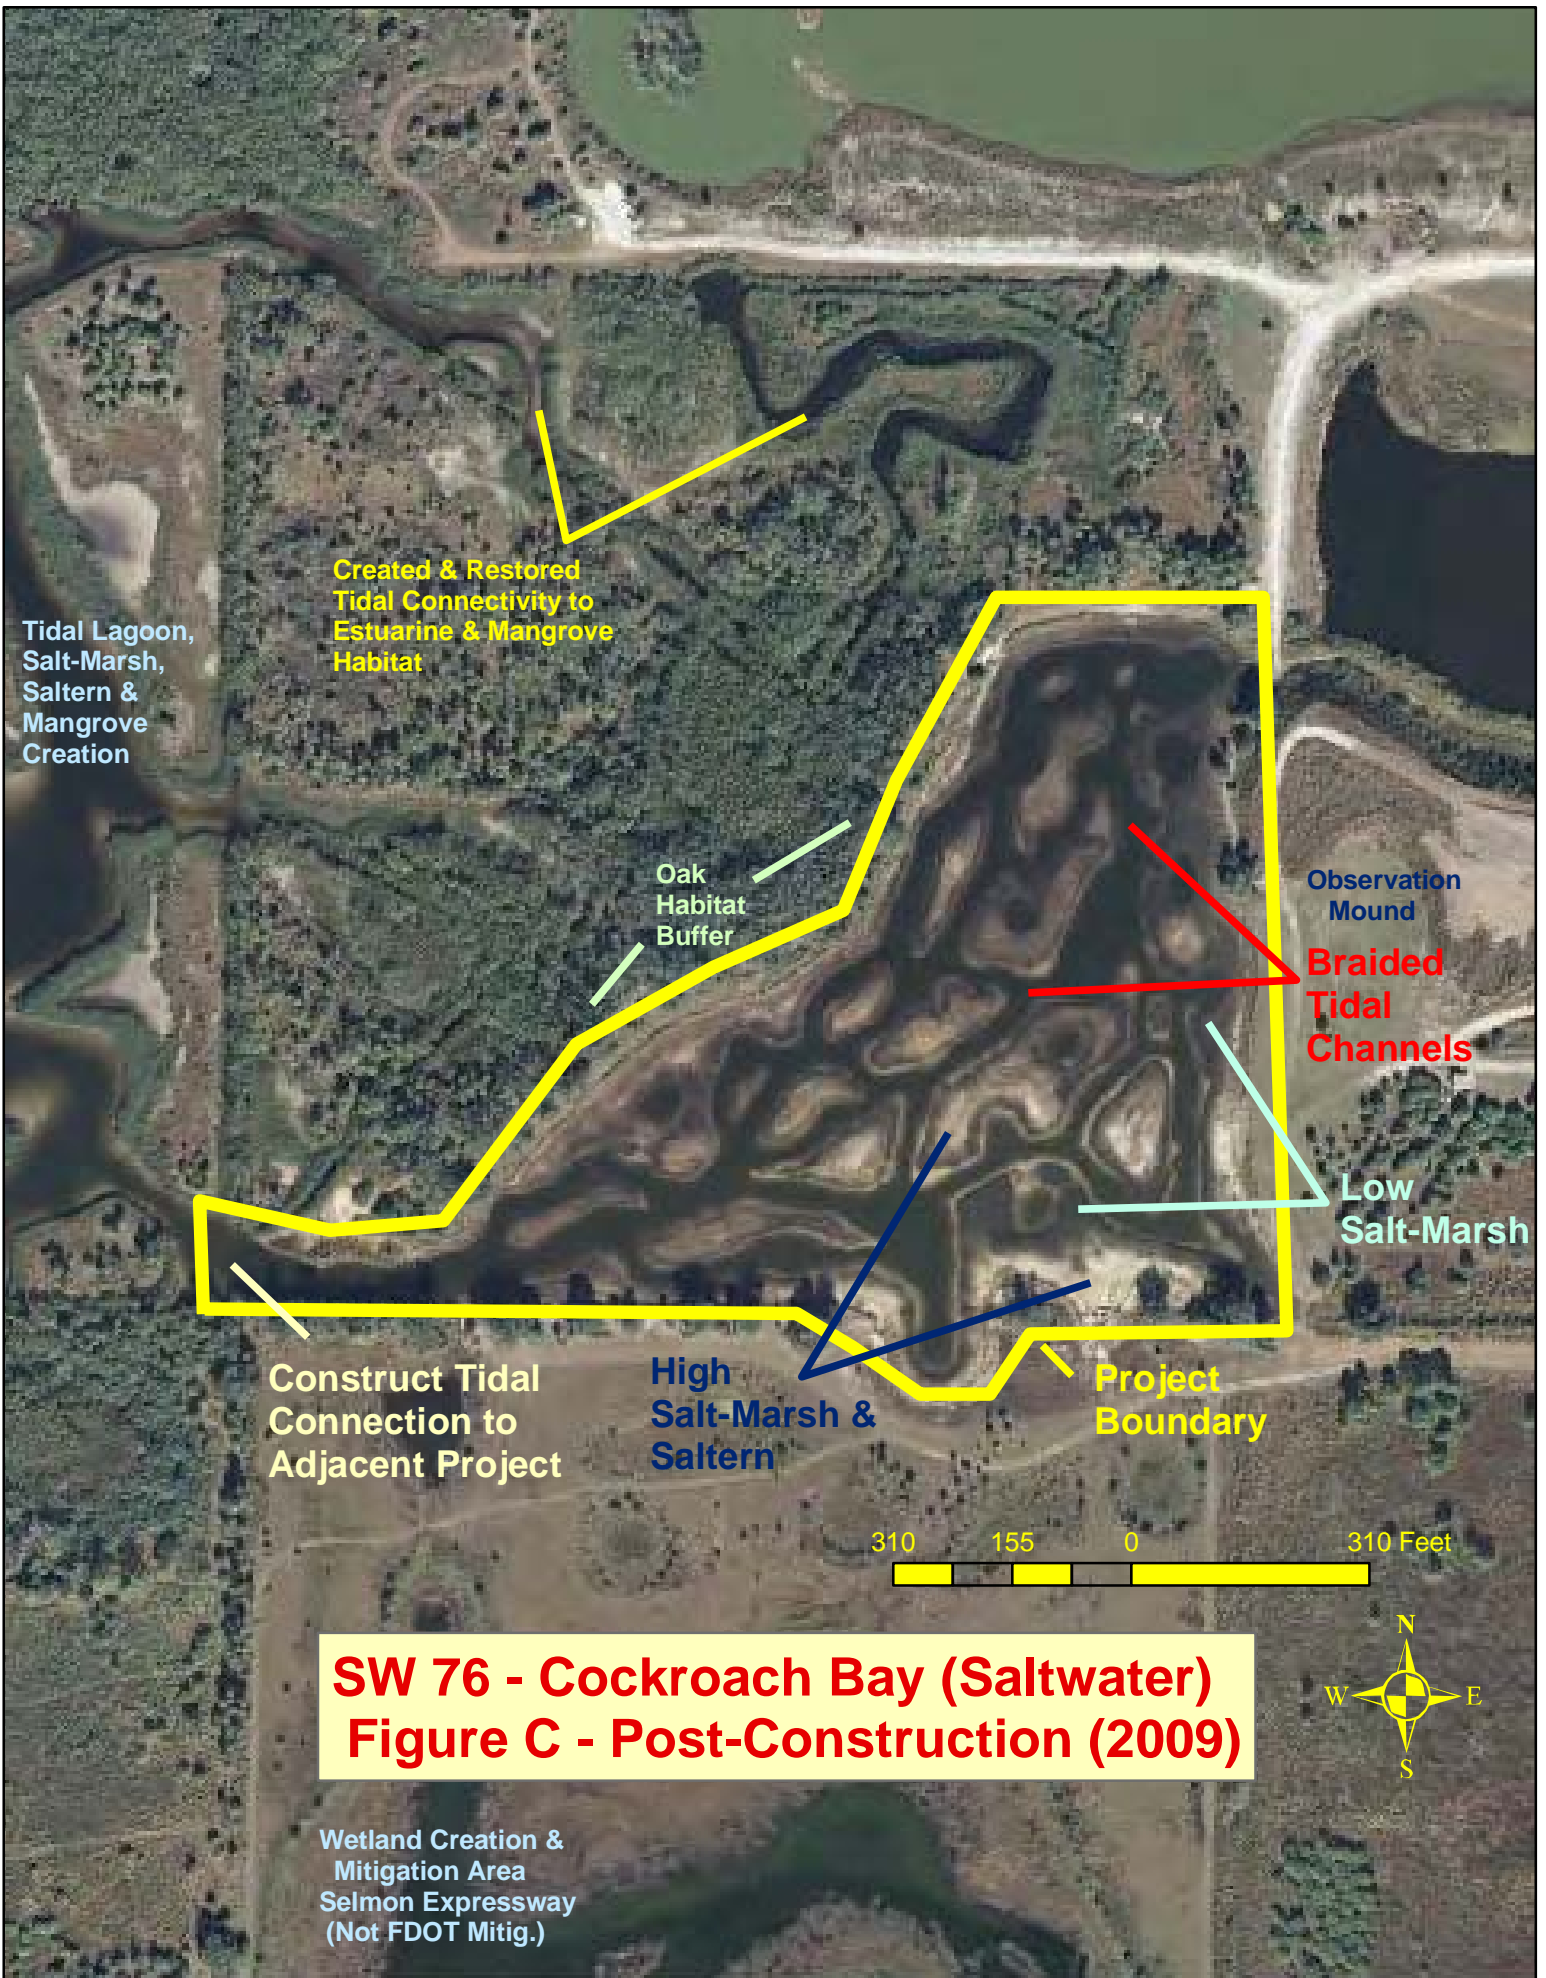 Created & Restored
Tidal Connectivity to
Estuarine & Mangrove
Habitat
Tidal Lagoon,
Salt-Marsh,
Saltern &
Mangrove
Creation
Oak
Habitat
Buffer
Observation
Mound
Braided
Tidal
Channels
Low
Salt-Marsh
Construct Tidal
Connection to
Adjacent Project
High
Salt-Marsh &
Saltern
Project
Boundary
310 155 0 310 Feet
N
W E
S
SW 76 - Cockroach Bay (Saltwater)
Figure C - Post-Construction (2009)
Wetland Creation &
Mitigation Area
Selmon Expressway
(Not FDOT Mitig.)